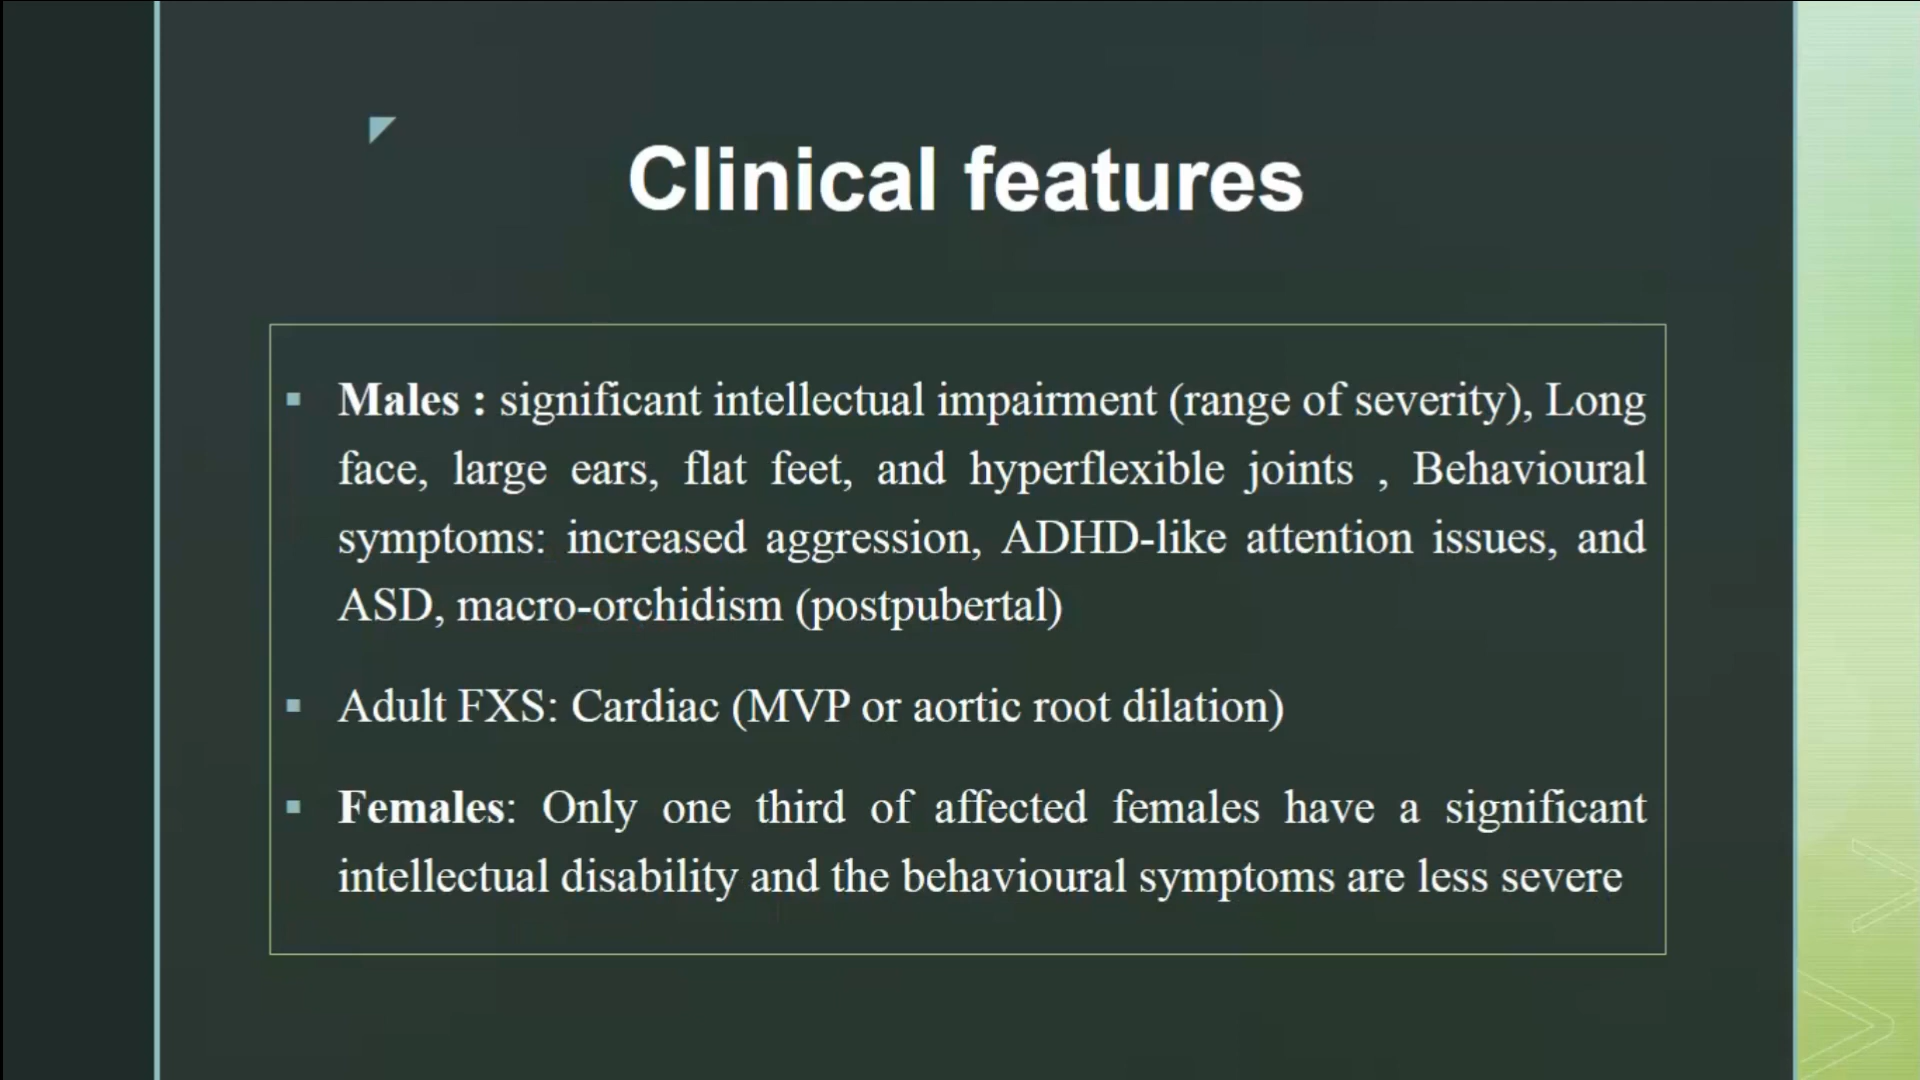 Clinical features
▪ Males : significant intellectual impairment (range of severity), Long
face, large ears, flat feet, and hyperflexible joints , Behavioural
symptoms: increased aggression, ADHD-like attention issues, and
ASD, macro-orchidism (postpubertal)
▪ Adult FXS: Cardiac (MVP or aortic root dilation)
▪ Females: Only one third of affected females have a significant
intellectual disability and the behavioural symptoms are less severe